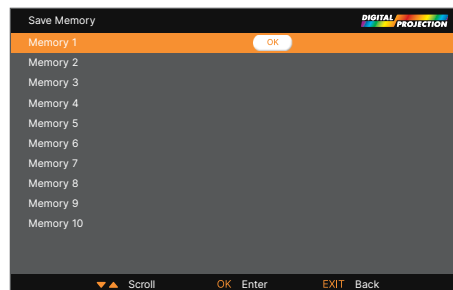 Save Memory
DIGITAL PROJECTION
Memory 1 OK
Memory 2
Memory 3
Memory 4
Memory 5
Memory 6
Memory 7
Memory 8
Memory 9
Memory 10
▼▲ Scroll OK Enter EXIT Back